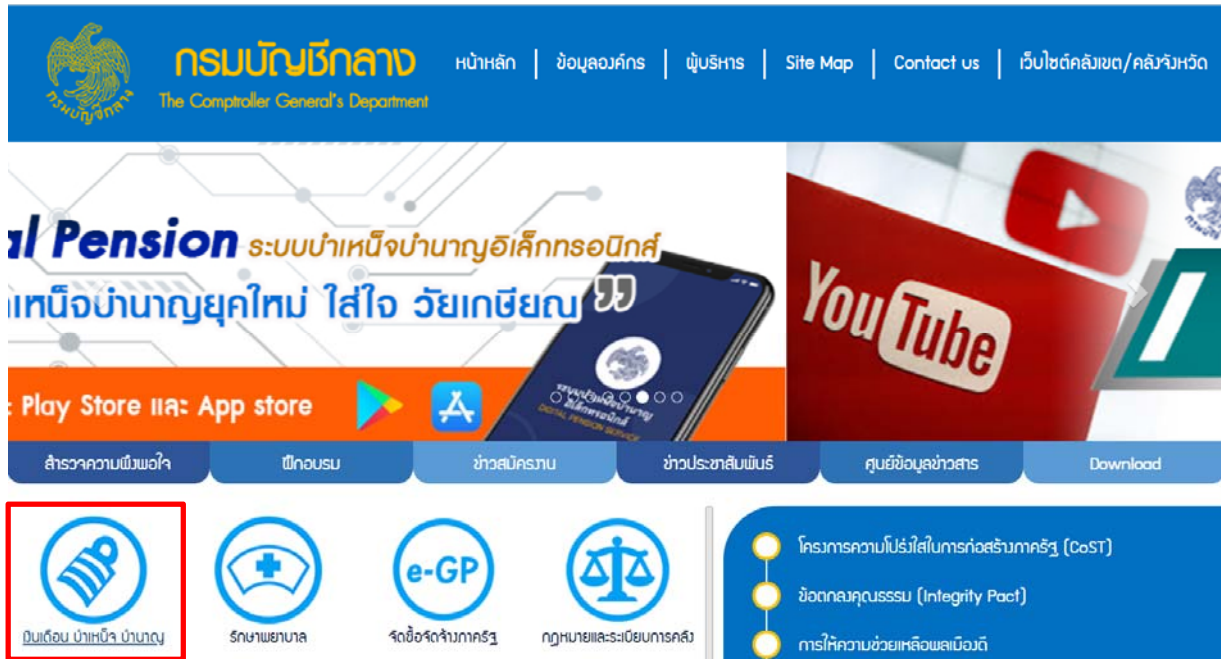 กรมบัญชีกลาง
The Comptroller General's Department
หน้าหลัก | ข้อมูลองค์กร | ผู้บริหาร | Site Map | Contact us | เว็บไซต์คลังเขต/คลังจังหวัด
กรมบัญชีกลาง
al Pension ระบบบำเหน็จบำนาญอิเล็กทรอนิกส์
าเหน็จบำนาญยุคใหม่ ใส่ใจ วัยเกษียณ ”
DIGITAL PENSION SERVICE
: Play Store และ App store
YouTube
สำรวจความพึงพอใจ
ฝึกอบรม
ข่าวสมัครงาน
ข่าวประชาสัมพันธ์
ศูนย์ข้อมูลข่าวสาร
Download
เงินเดือน บำเหน็จ บำนาญ
รักษาพยาบาล
e-GP
จัดซื้อจัดจ้างภาครัฐ
กฎหมายและระเบียบการคลัง
โครงการความโปร่งใสในการก่อสร้างภาครัฐ (CoST)
ข้อตกลงคุณธรรม (Integrity Pact)
การให้ความช่วยเหลือพลเมืองดี